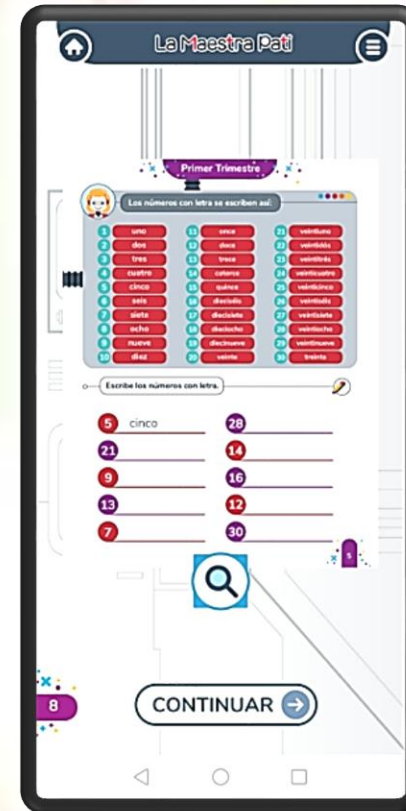 La Maestra Pati
Primer Trimestre
Los números con letra se escriben así:
1 uno
2 dos
3 tres
4 cuatro
5 cinco
6 seis
7 siete
8 ocho
9 nueve
10 diez
11 once
12 doce
13 trece
14 catorce
15 quince
16 dieciséis
17 diecisiete
18 dieciocho
19 diecinueve
20 veinte
21 veintiuno
22 veintidós
23 veintitrés
24 veinticuatro
25 veinticinco
26 veintiséis
27 veintisiete
28 veintiocho
29 veintinueve
30 treinta
Escribe los números con letra.
5 cinco
21
9
13
7
28
14
16
12
30
5
8
CONTINUAR